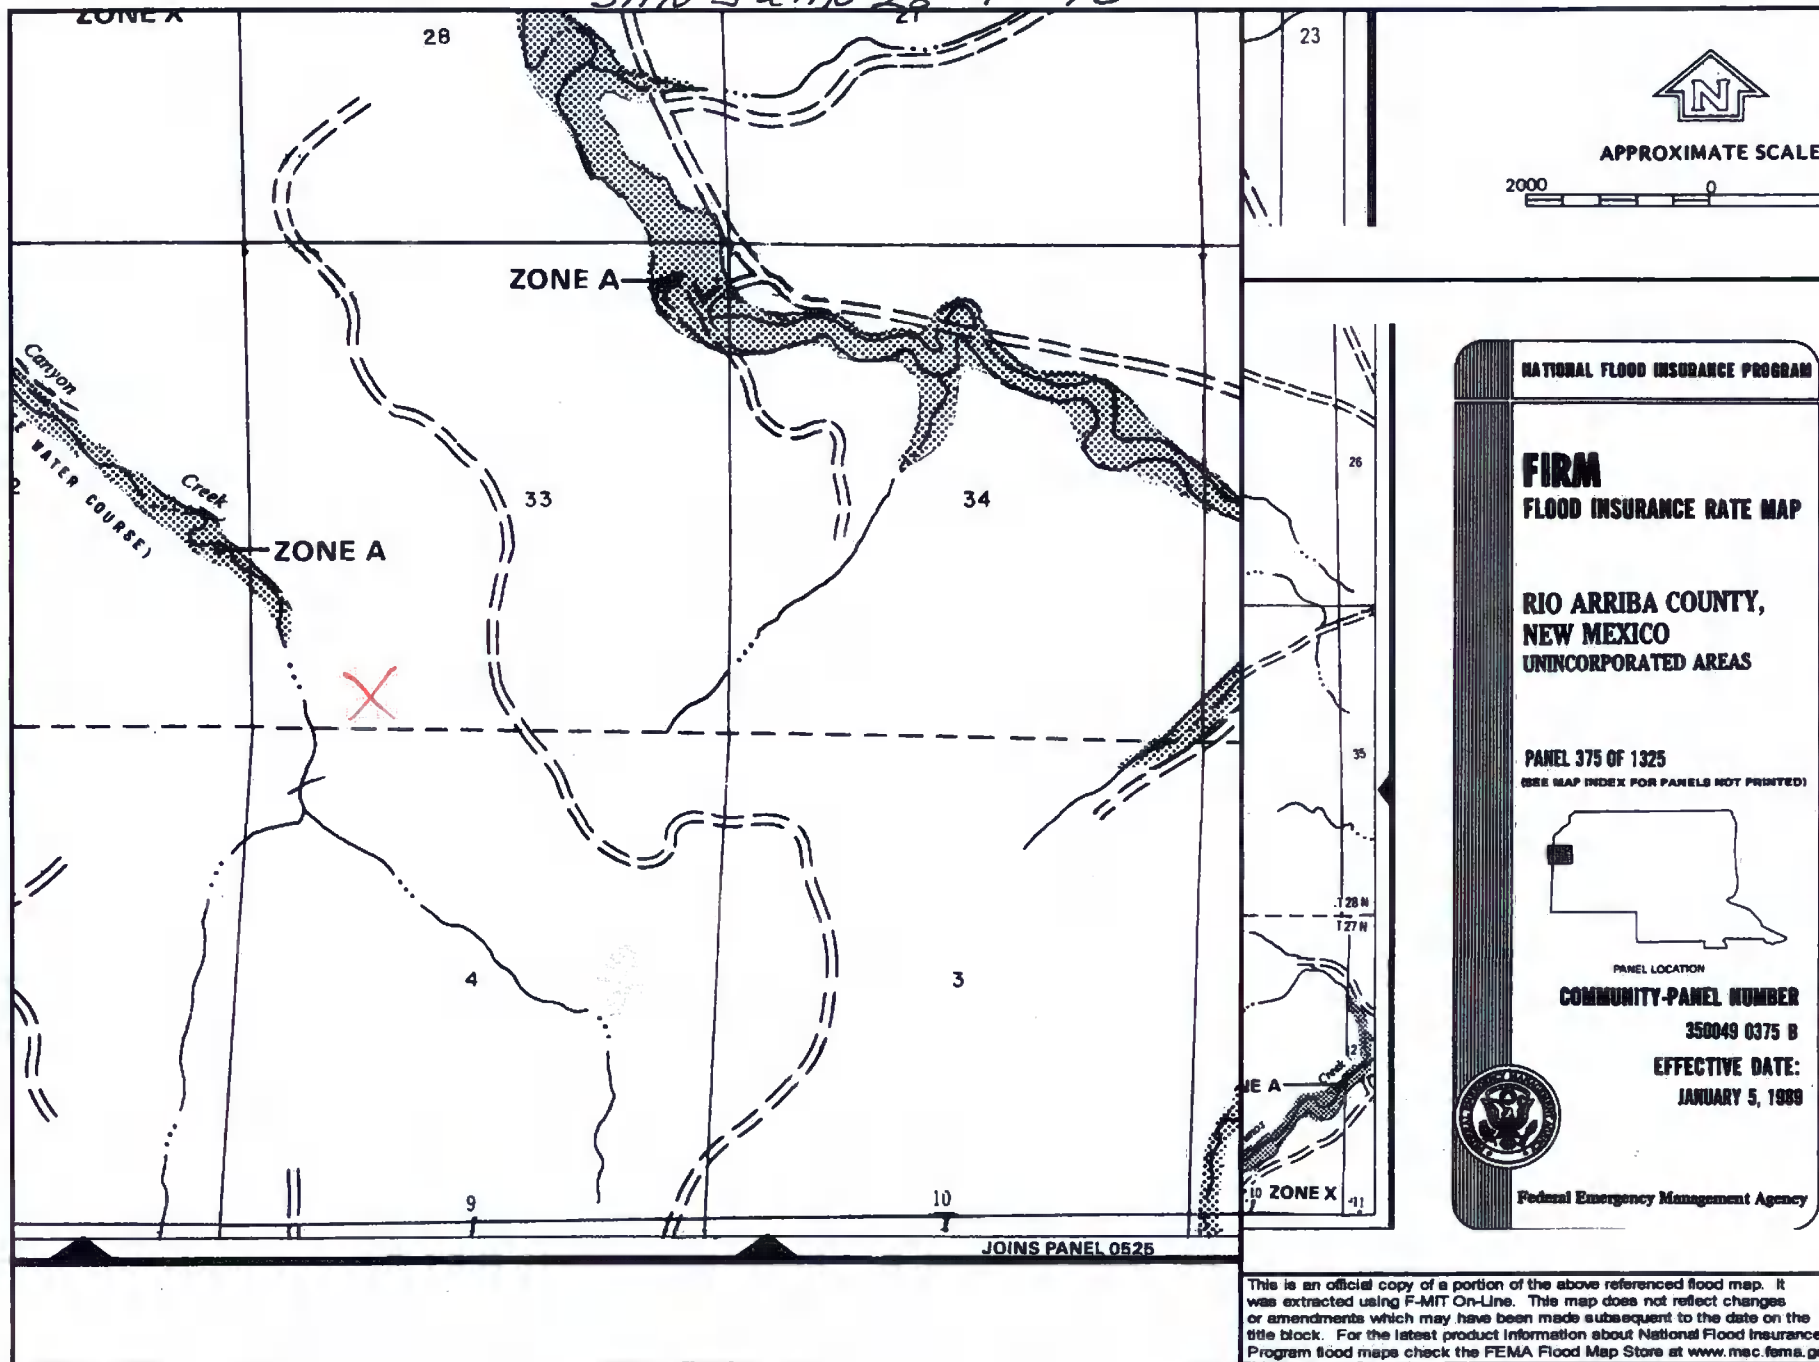 ZONE X
28
27
23
N
APPROXIMATE SCALE
2000 0
ZONE A
NATIONAL FLOOD INSURANCE PROGRAM
Canyon
FIRM
FLOOD INSURANCE RATE MAP
26
Creek
33
34
WATER COURSE)
ZONE A
RIO ARRIBA COUNTY,
NEW MEXICO
UNINCORPORATED AREAS
35
PANEL 375 OF 1325
(SEE MAP INDEX FOR PANELS NOT PRINTED)
T 28 N
T 27 N
4
3
PANEL LOCATION
COMMUNITY-PANEL NUMBER
350049 0375 B
EFFECTIVE DATE:
JANUARY 5, 1989
Creek
9
10
10 ZONE X 11
Federal Emergency Management Agency
JOINS PANEL 0525
This is an official copy of a portion of the above referenced flood map. It
was extracted using F-MIT On-Line. This map does not reflect changes
or amendments which may have been made subsequent to the date on the
title block. For the latest product information about National Flood Insurance
Program flood maps check the FEMA Flood Map Store at www.msc.fema.g